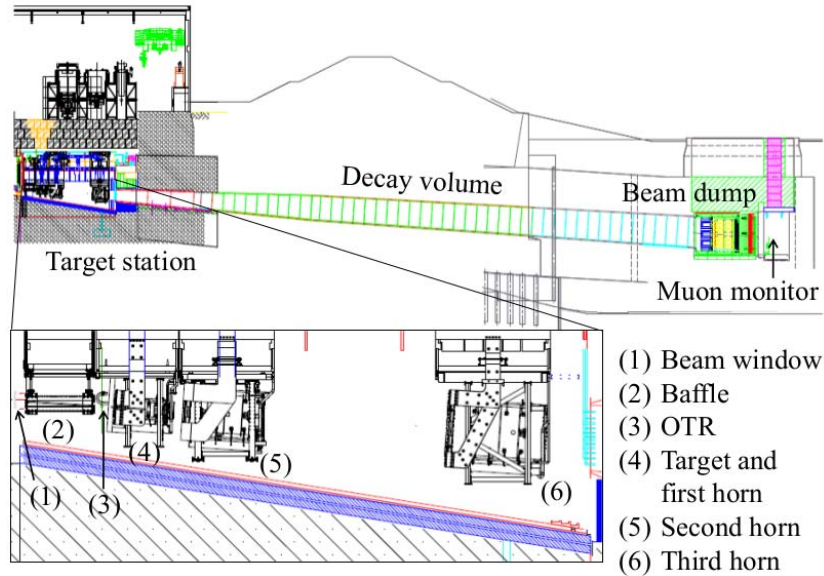 Decay volume
Beam dump
Target station
Muon monitor
(1) Beam window
(2) Baffle
(3) OTR
(4) Target and
first horn
(5) Second horn
(6) Third horn
(2)
(4)
(5)
(6)
(1)
(3)